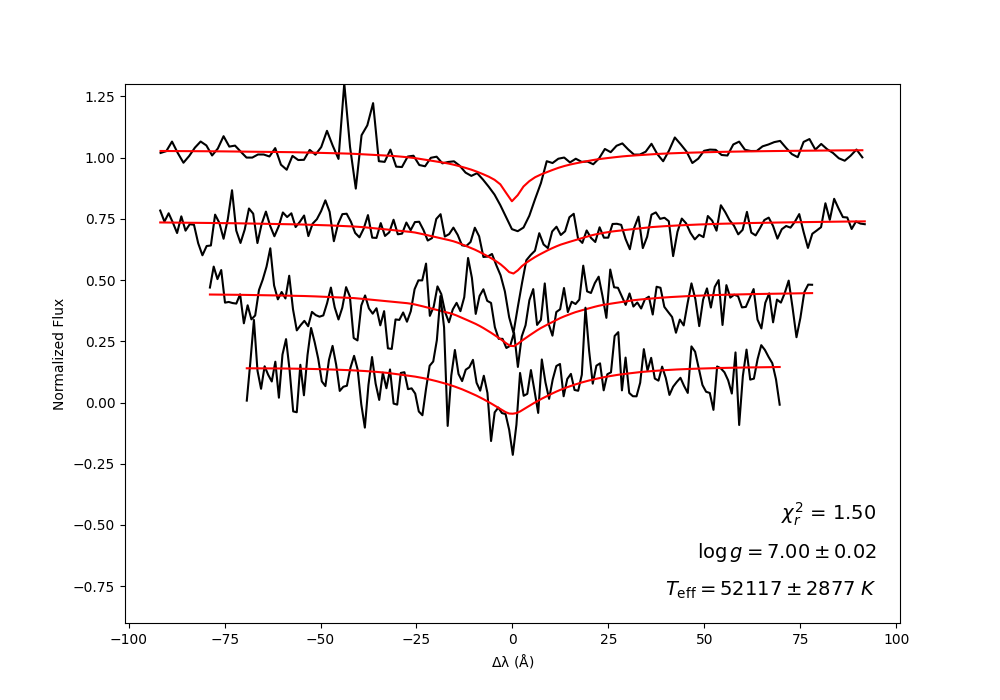 1.25
1.00
0.75
0.50
0.25
0.00
−0.25
−0.50
−0.75
Normalized Flux
χ²ᵣ = 1.50
log g = 7.00 ± 0.02
T_eff = 52117 ± 2877 K
−100 −75 −50 −25 0 25 50 75 100
Δλ (Å)